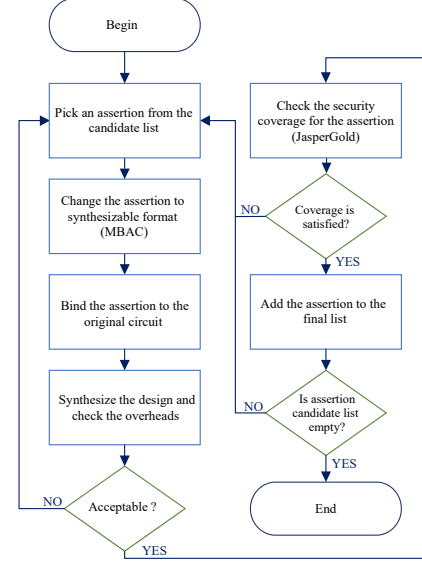 Begin
Pick an assertion from the
candidate list
Change the assertion to
synthesizable format
(MBAC)
Bind the assertion to the
original circuit
Synthesize the design and
check the overheads
Acceptable ?
NO
YES
Check the security
coverage for the assertion
(JasperGold)
Coverage is
satisfied?
NO
YES
Add the assertion to the
final list
Is assertion
candidate list
empty?
NO
YES
End